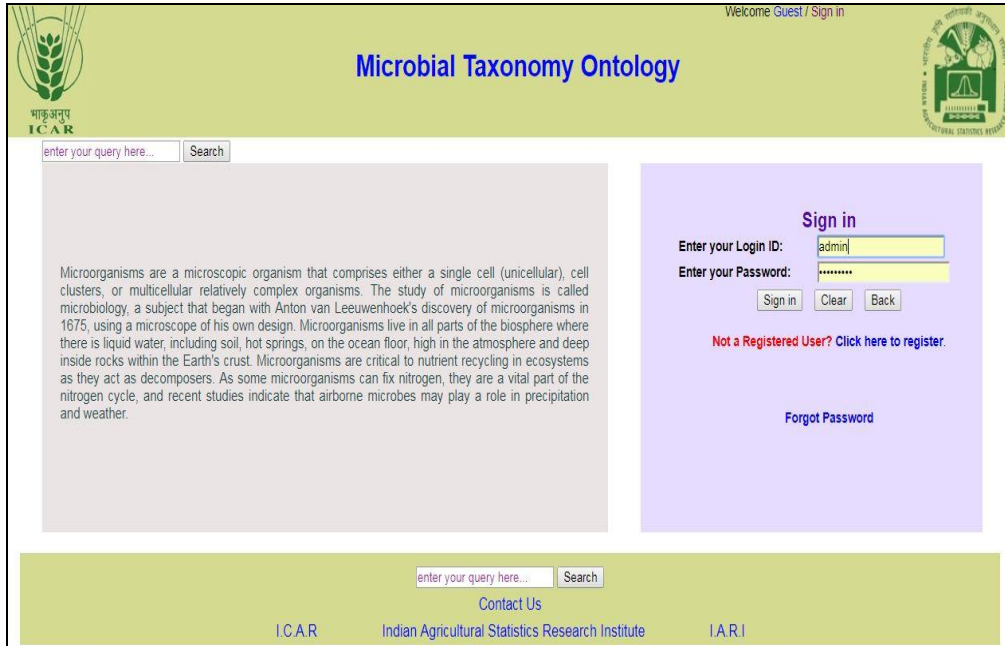 Welcome Guest / Sign in
Microbial Taxonomy Ontology
भाकृअनुप
ICAR
enter your query here... Search
Microorganisms are a microscopic organism that comprises either a single cell (unicellular), cell
clusters, or multicellular relatively complex organisms. The study of microorganisms is called
microbiology, a subject that began with Anton van Leeuwenhoek's discovery of microorganisms in
1675, using a microscope of his own design. Microorganisms live in all parts of the biosphere where
there is liquid water, including soil, hot springs, on the ocean floor, high in the atmosphere and deep
inside rocks within the Earth's crust. Microorganisms are critical to nutrient recycling in ecosystems
as they act as decomposers. As some microorganisms can fix nitrogen, they are a vital part of the
nitrogen cycle, and recent studies indicate that airborne microbes may play a role in precipitation
and weather.
Sign in
Enter your Login ID: admin
Enter your Password: •••••••••
Sign in Clear Back
Not a Registered User? Click here to register.
Forgot Password
enter your query here... Search
Contact Us
I.C.A.R Indian Agricultural Statistics Research Institute I.A.R.I